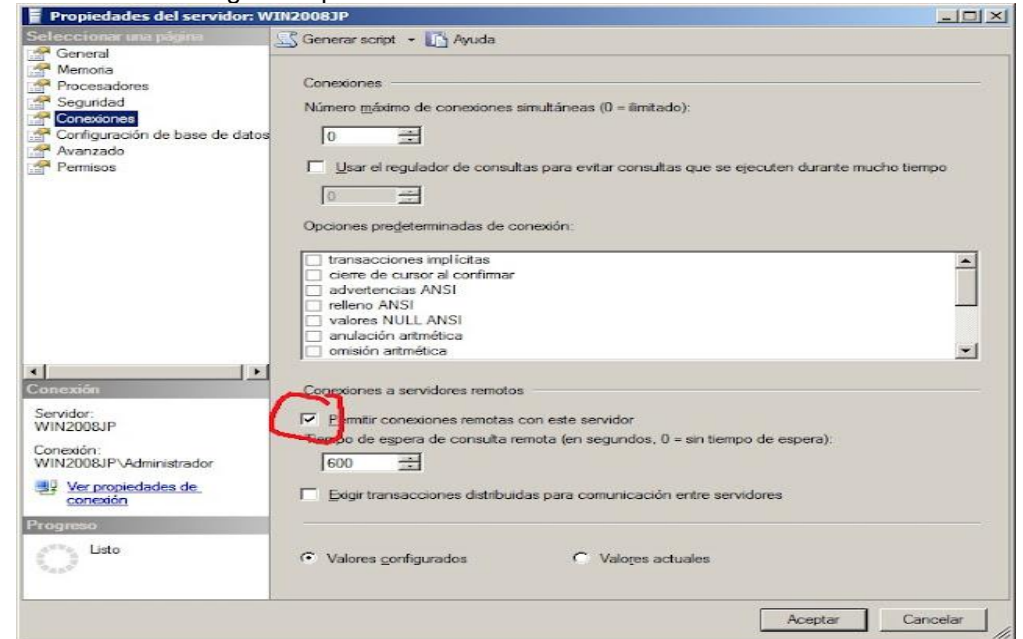 Propiedades del servidor: WIN2008JP
Seleccionar una página
General
Memoria
Procesadores
Seguridad
Conexiones
Configuración de base de datos
Avanzado
Permisos
Generar script
Ayuda
Conexiones
Número máximo de conexiones simultáneas (0 = ilimitado):
0
Usar el regulador de consultas para evitar consultas que se ejecuten durante mucho tiempo
0
Opciones predeterminadas de conexión:
transacciones implícitas
cierre de cursor al confirmar
advertencias ANSI
relleno ANSI
valores NULL ANSI
anulación aritmética
omisión aritmética
Conexión
Servidor:
WIN2008JP
Conexión:
WIN2008JP\Administrador
Ver propiedades de
conexión
Progreso
Listo
Conexiones a servidores remotos
Permitir conexiones remotas con este servidor
Tiempo de espera de consulta remota (en segundos, 0 = sin tiempo de espera):
600
Exigir transacciones distribuidas para comunicación entre servidores
Valores configurados
Valores actuales
Aceptar
Cancelar